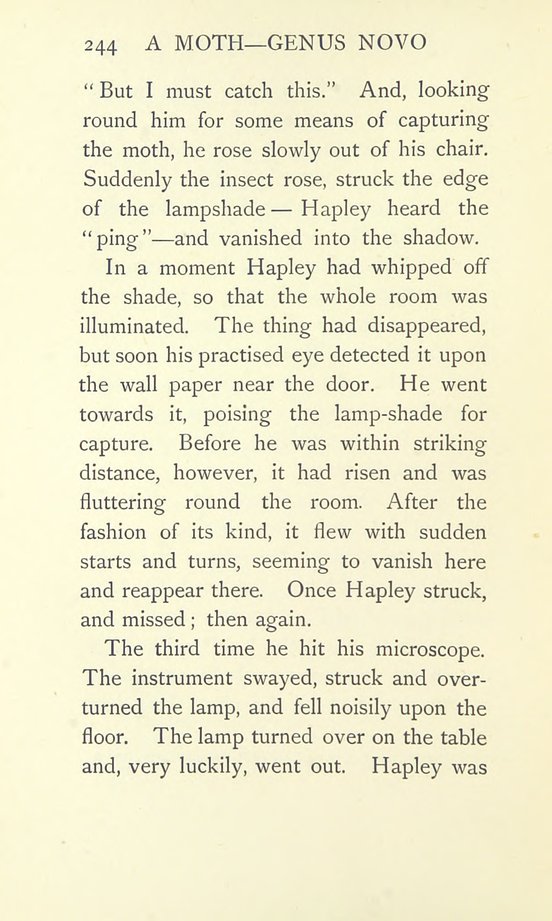 244 A MOTH—GENUS NOVO
“But I must catch this.” And, looking
round him for some means of capturing
the moth, he rose slowly out of his chair.
Suddenly the insect rose, struck the edge
of the lampshade — Hapley heard the
“ping”—and vanished into the shadow.
In a moment Hapley had whipped off
the shade, so that the whole room was
illuminated. The thing had disappeared,
but soon his practised eye detected it upon
the wall paper near the door. He went
towards it, poising the lamp-shade for
capture. Before he was within striking
distance, however, it had risen and was
fluttering round the room. After the
fashion of its kind, it flew with sudden
starts and turns, seeming to vanish here
and reappear there. Once Hapley struck,
and missed ; then again.
The third time he hit his microscope.
The instrument swayed, struck and over-
turned the lamp, and fell noisily upon the
floor. The lamp turned over on the table
and, very luckily, went out. Hapley was